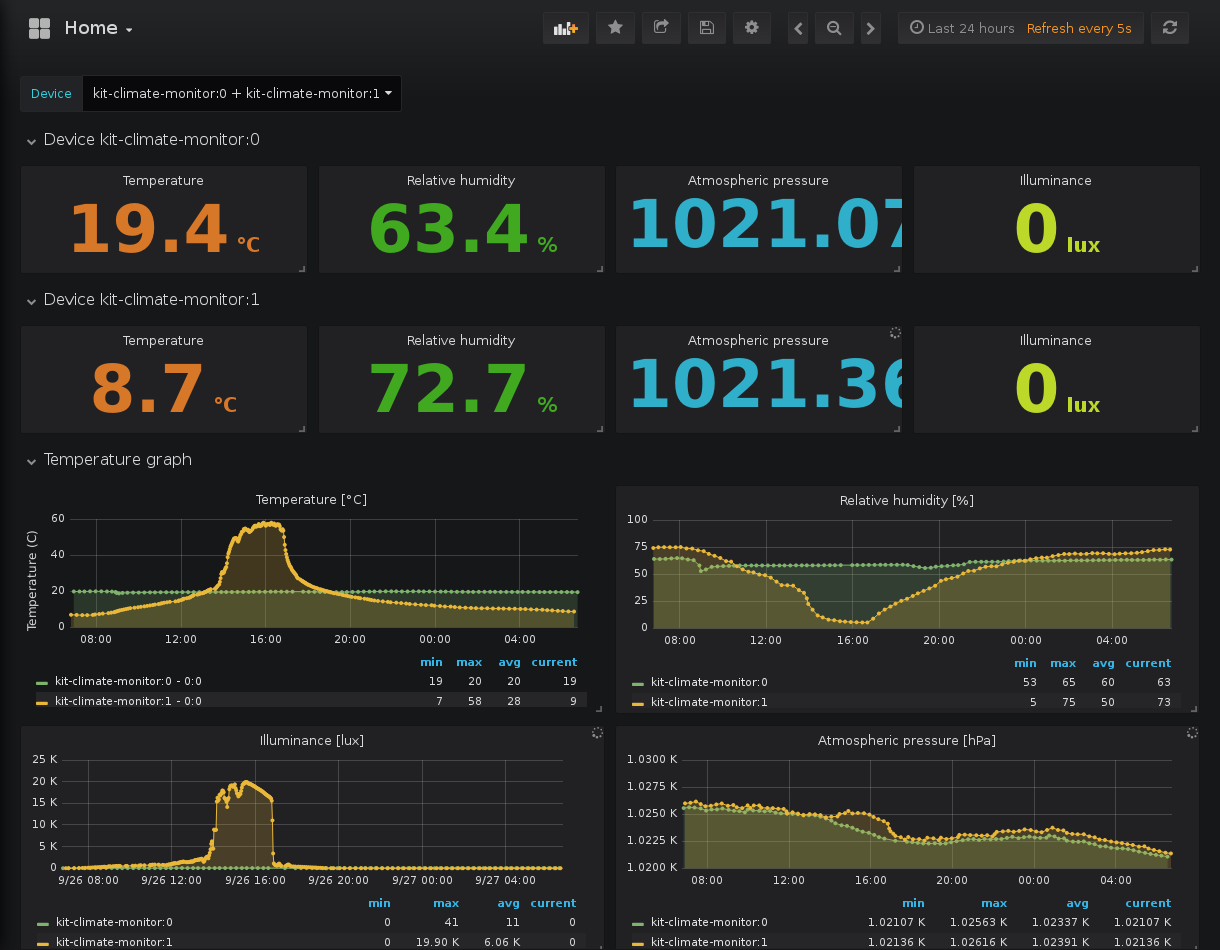 Home
Last 24 hours Refresh every 5s
Device kit-climate-monitor:0 + kit-climate-monitor:1
Device kit-climate-monitor:0
Temperature Relative humidity Atmospheric pressure Illuminance
19.4 °C 63.4 % 1021.07 0 lux
Device kit-climate-monitor:1
Temperature Relative humidity Atmospheric pressure Illuminance
8.7 °C 72.7 % 1021.36 0 lux
Temperature graph
Temperature [°C]
Temperature (C)
60
40
20
0
08:00 12:00 16:00 20:00 00:00 04:00
min max avg current
kit-climate-monitor:0 - 0:0 19 20 20 19
kit-climate-monitor:1 - 0:0 7 58 28 9
Relative humidity [%]
100
75
50
25
0
08:00 12:00 16:00 20:00 00:00 04:00
min max avg current
kit-climate-monitor:0 53 65 60 63
kit-climate-monitor:1 5 75 50 73
Illuminance [lux]
25 K
20 K
15 K
10 K
5 K
0
9/26 08:00 9/26 12:00 9/26 16:00 9/26 20:00 9/27 00:00 9/27 04:00
min max avg current
kit-climate-monitor:0 0 41 11 0
kit-climate-monitor:1 0 19.90 K 6.06 K 0
Atmospheric pressure [hPa]
1.0300 K
1.0275 K
1.0250 K
1.0225 K
1.0200 K
08:00 12:00 16:00 20:00 00:00 04:00
min max avg current
kit-climate-monitor:0 1.02107 K 1.02563 K 1.02337 K 1.02107 K
kit-climate-monitor:1 1.02136 K 1.02616 K 1.02391 K 1.02136 K